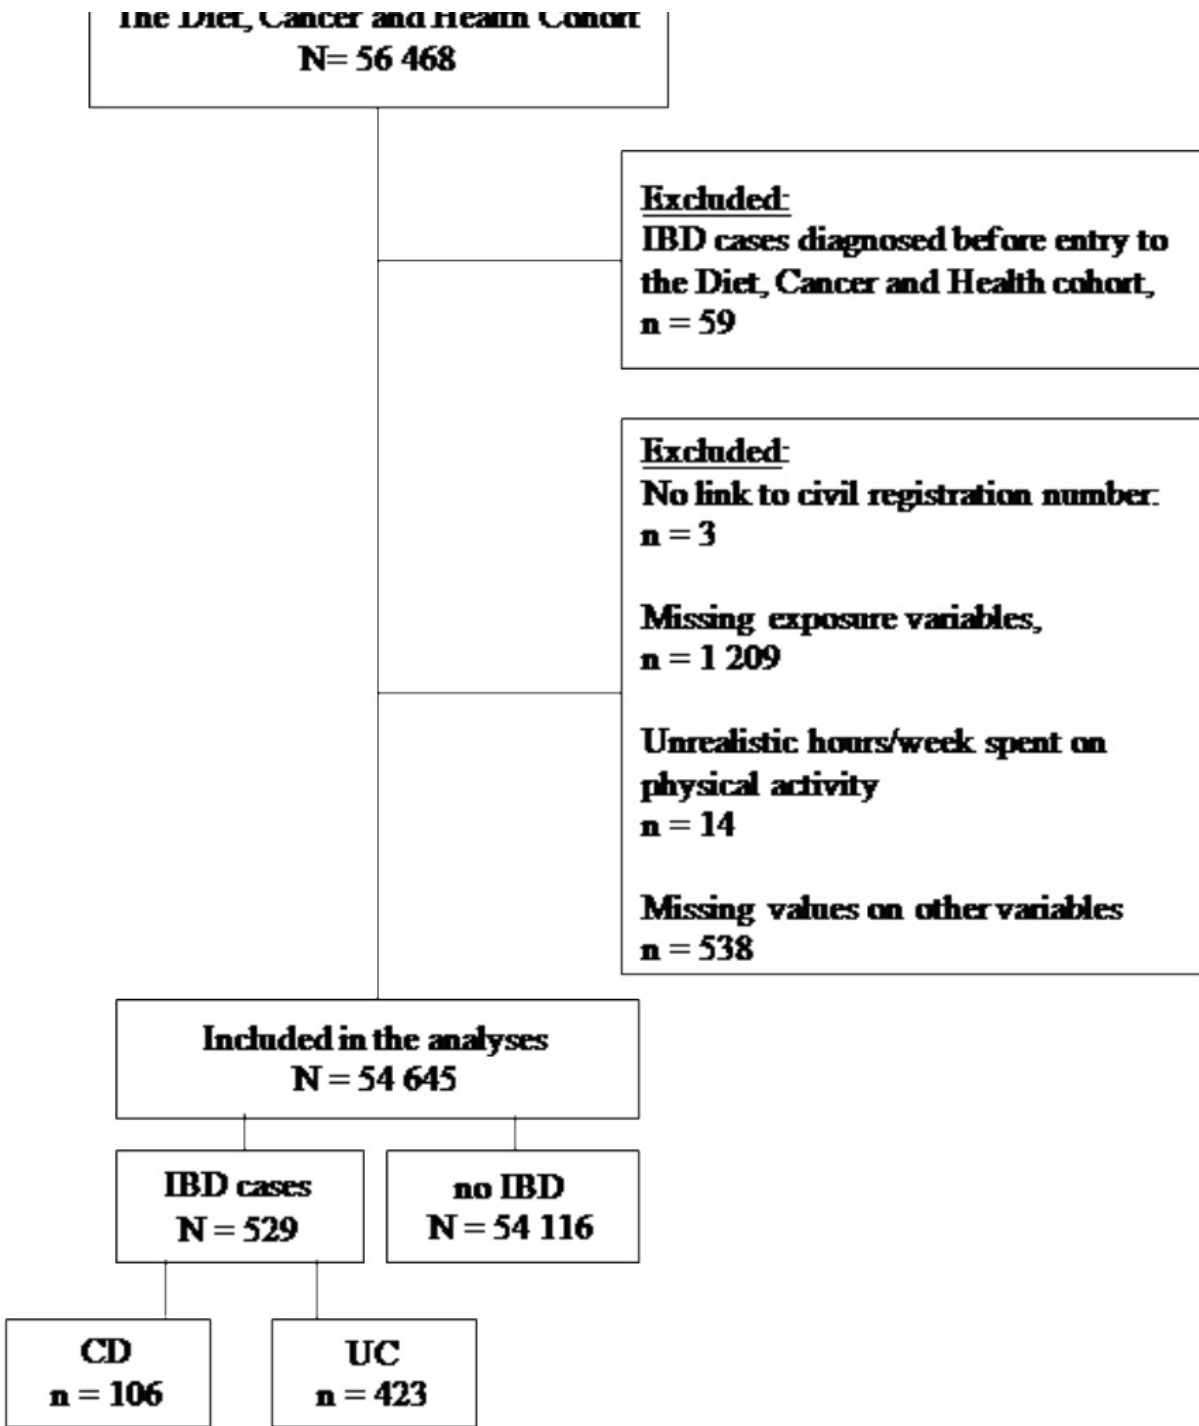 The Diet, Cancer and Health Cohort
N= 56 468
Excluded:
IBD cases diagnosed before entry to
the Diet, Cancer and Health cohort,
n = 59
Excluded:
No link to civil registration number:
n = 3
Missing exposure variables,
n = 1 209
Unrealistic hours/week spent on
physical activity
n = 14
Missing values on other variables
n = 538
Included in the analyses
N = 54 645
IBD cases
N = 529
no IBD
N = 54 116
CD
n = 106
UC
n = 423